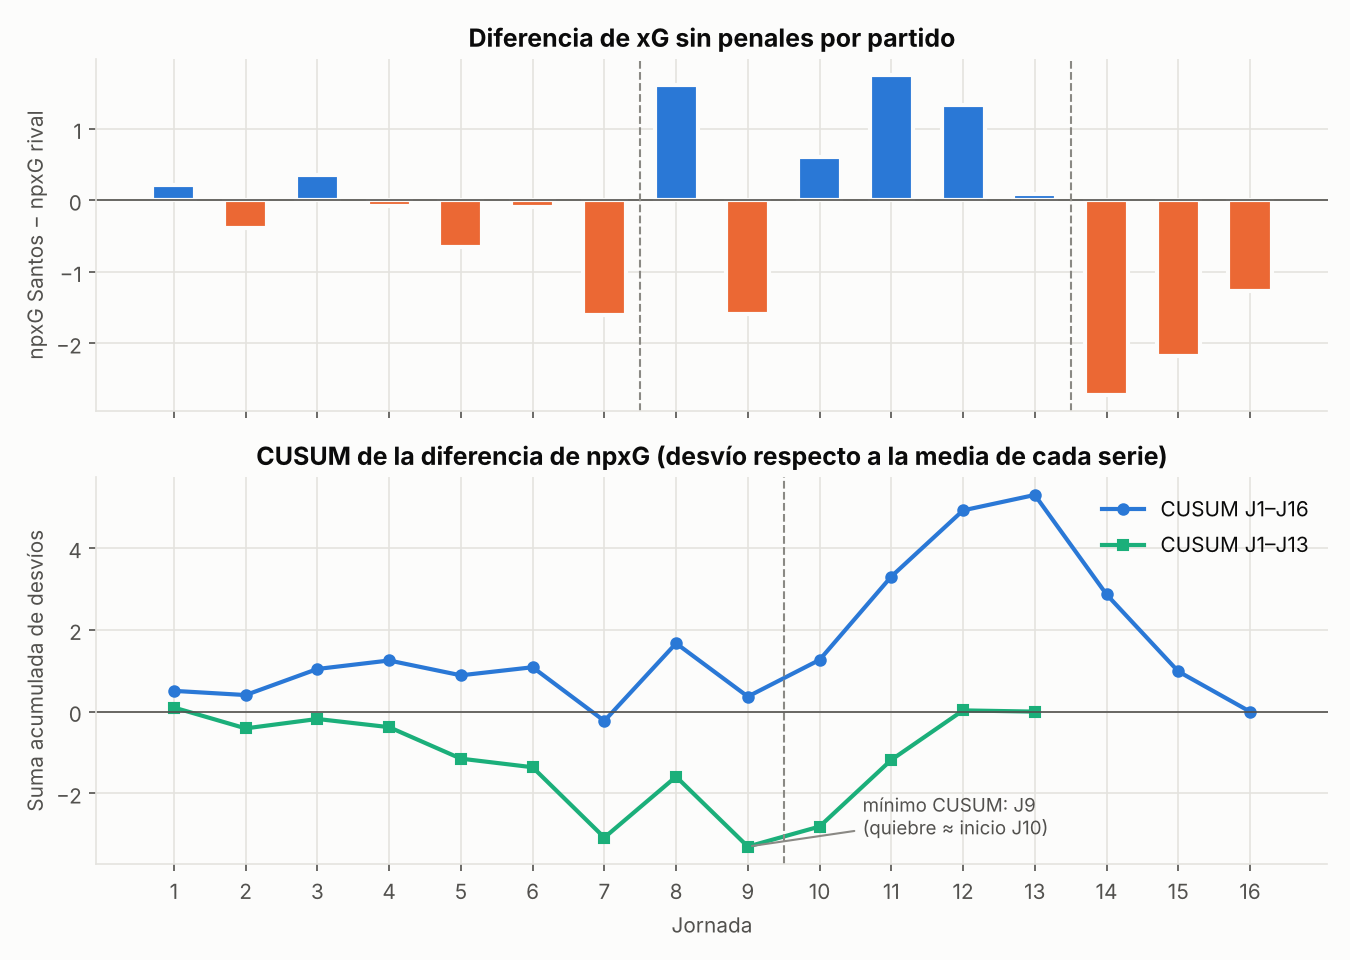 Diferencia de xG sin penales por partido
npxG Santos − npxG rival
1
0
−1
−2
CUSUM de la diferencia de npxG (desvío respecto a la media de cada serie)
Suma acumulada de desvíos
4
2
0
−2
CUSUM J1–J16
CUSUM J1–J13
mínimo CUSUM: J9
(quiebre ≈ inicio J10)
1 2 3 4 5 6 7 8 9 10 11 12 13 14 15 16
Jornada